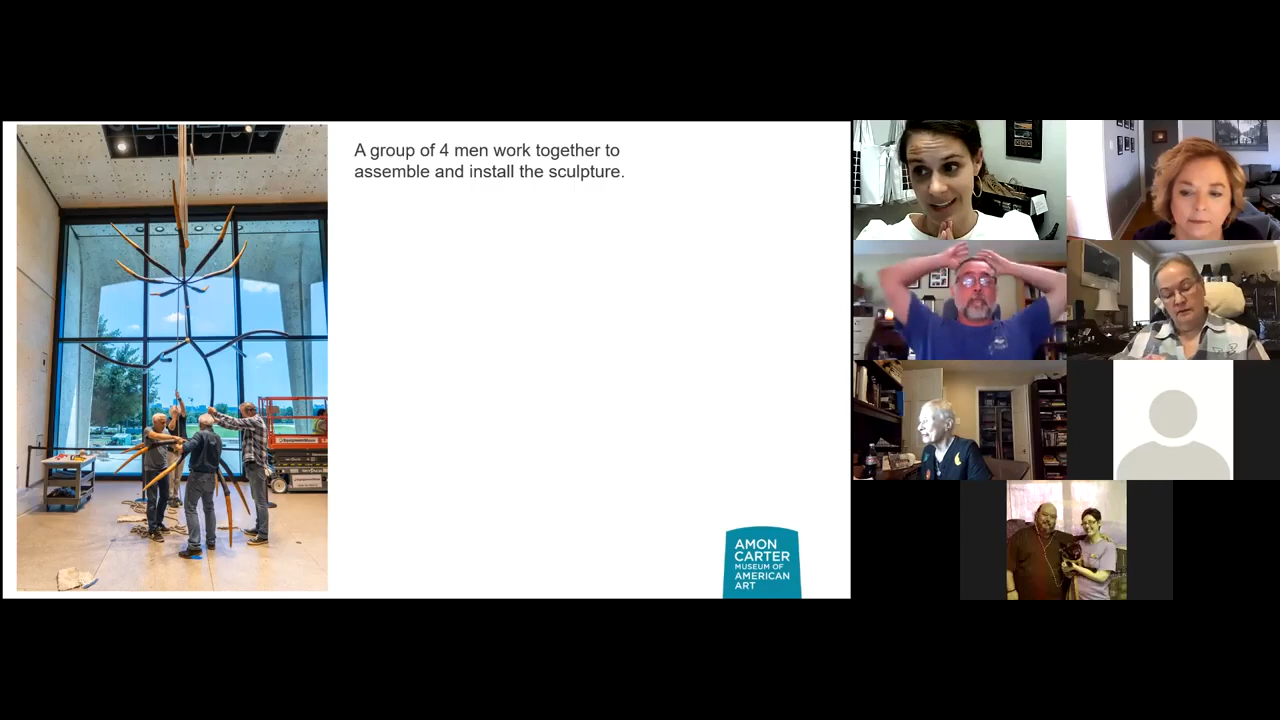 A group of 4 men work together to
assemble and install the sculpture.
AMON
CARTER
MUSEUM OF
AMERICAN
ART